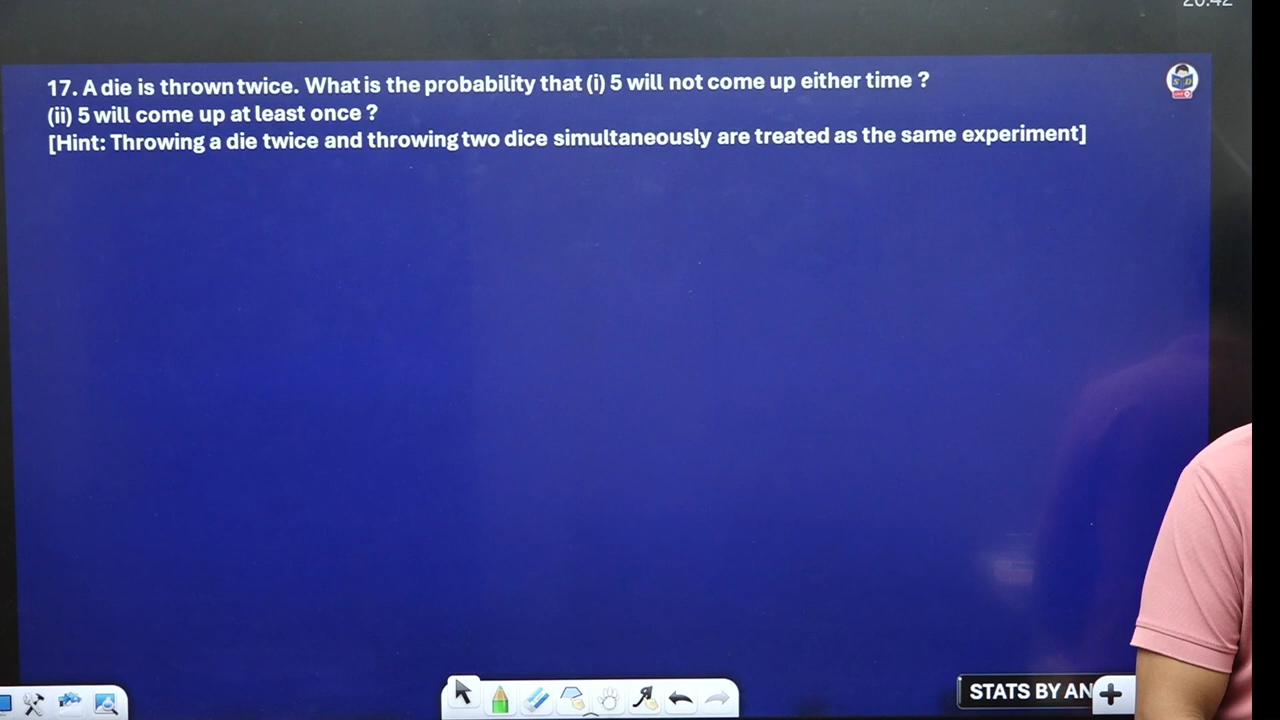 17. A die is thrown twice. What is the probability that (i) 5 will not come up either time ?
(ii) 5 will come up at least once ?
[Hint: Throwing a die twice and throwing two dice simultaneously are treated as the same experiment]
STATS BY AN